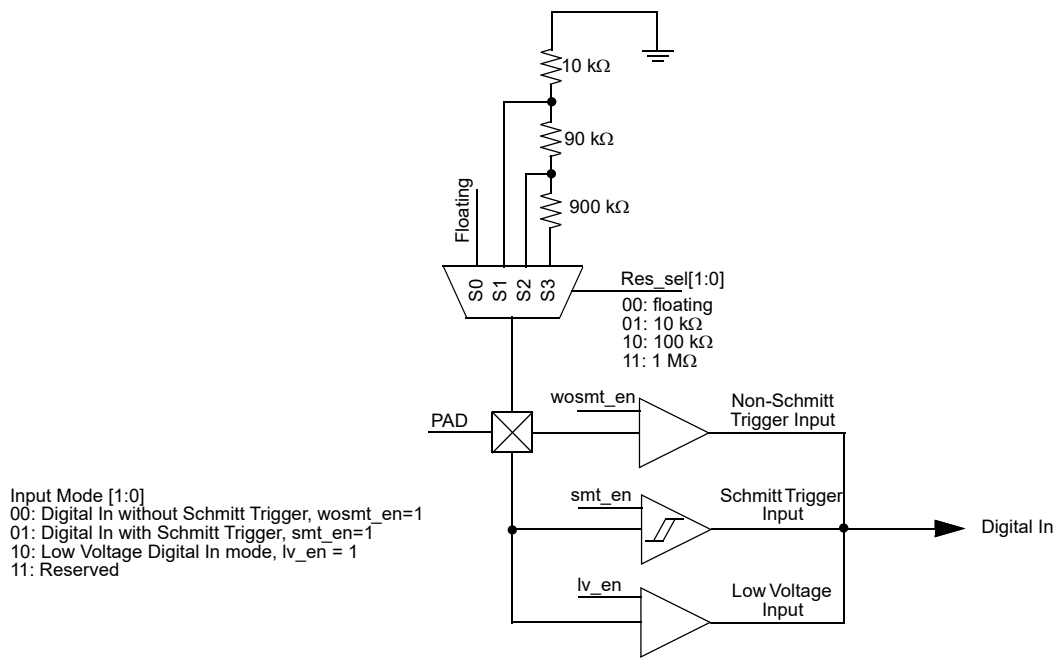 10 kΩ
90 kΩ
900 kΩ
Floating
S0
S1
S2
S3
Res_sel[1:0]
00: floating
01: 10 kΩ
10: 100 kΩ
11: 1 MΩ
PAD
wosmt_en
Non-Schmitt
Trigger Input
Input Mode [1:0]
00: Digital In without Schmitt Trigger, wosmt_en=1
01: Digital In with Schmitt Trigger, smt_en=1
10: Low Voltage Digital In mode, lv_en = 1
11: Reserved
smt_en
Schmitt Trigger
Input
Digital In
lv_en
Low Voltage
Input